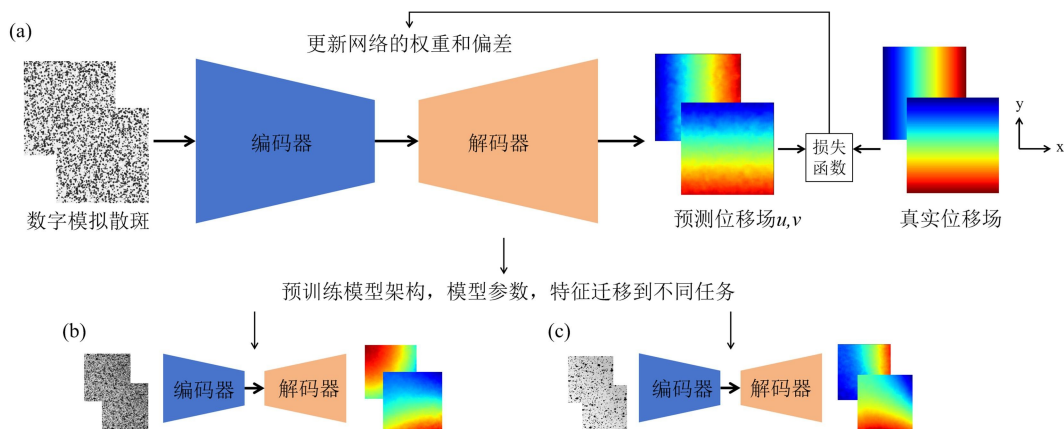 (a)
更新网络的权重和偏差
编码器
解码器
损失
函数
y
x
数字模拟散斑
预测位移场u,v
真实位移场
预训练模型架构，模型参数，特征迁移到不同任务
(b)
编码器
解码器
(c)
编码器
解码器